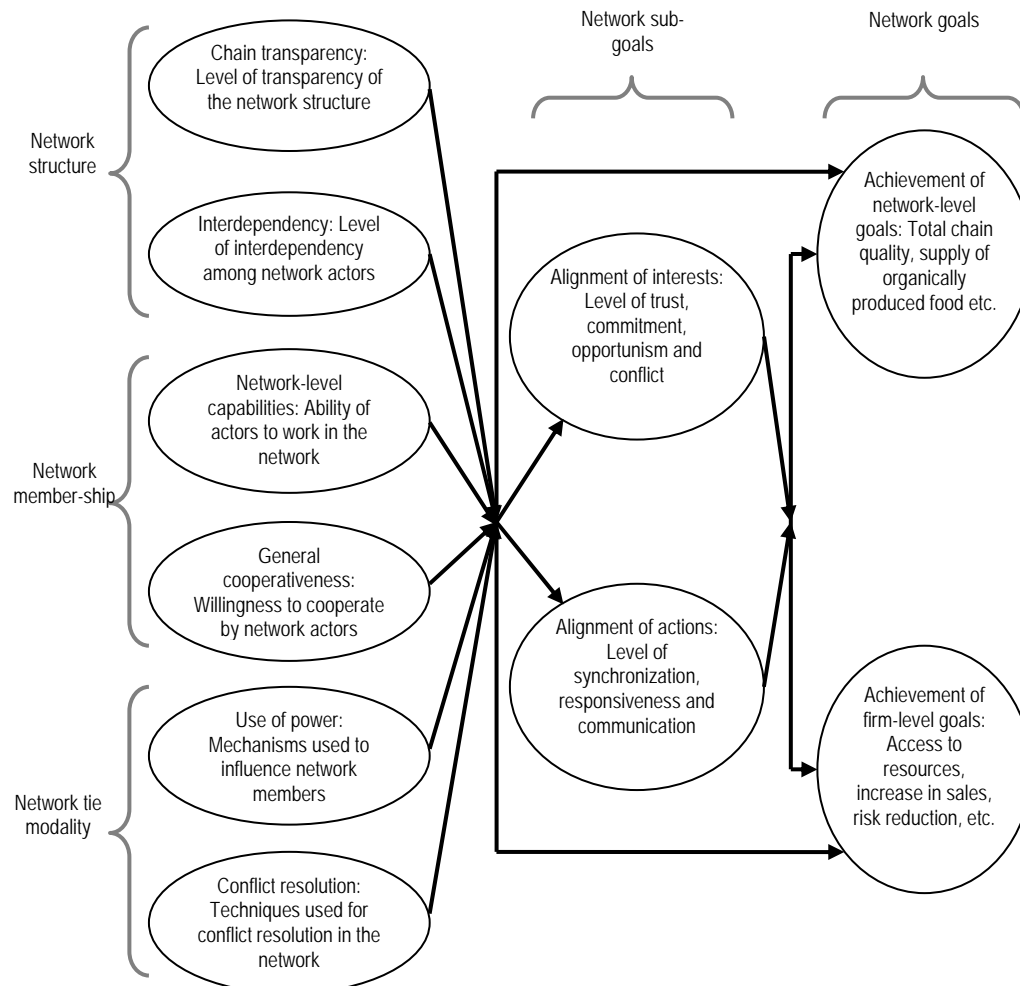 Network sub-
goals
Network goals
Network
structure
Chain transparency:
Level of transparency of
the network structure
Interdependency: Level
of interdependency
among network actors
Network
member-ship
Network-level
capabilities: Ability of
actors to work in the
network
General
cooperativeness:
Willingness to cooperate
by network actors
Network tie
modality
Use of power:
Mechanisms used to
influence network
members
Conflict resolution:
Techniques used for
conflict resolution in the
network
Alignment of interests:
Level of trust,
commitment,
opportunism and
conflict
Alignment of actions:
Level of
synchronization,
responsiveness and
communication
Achievement of
network-level
goals: Total chain
quality, supply of
organically
produced food etc.
Achievement of
firm-level goals:
Access to
resources,
increase in sales,
risk reduction, etc.